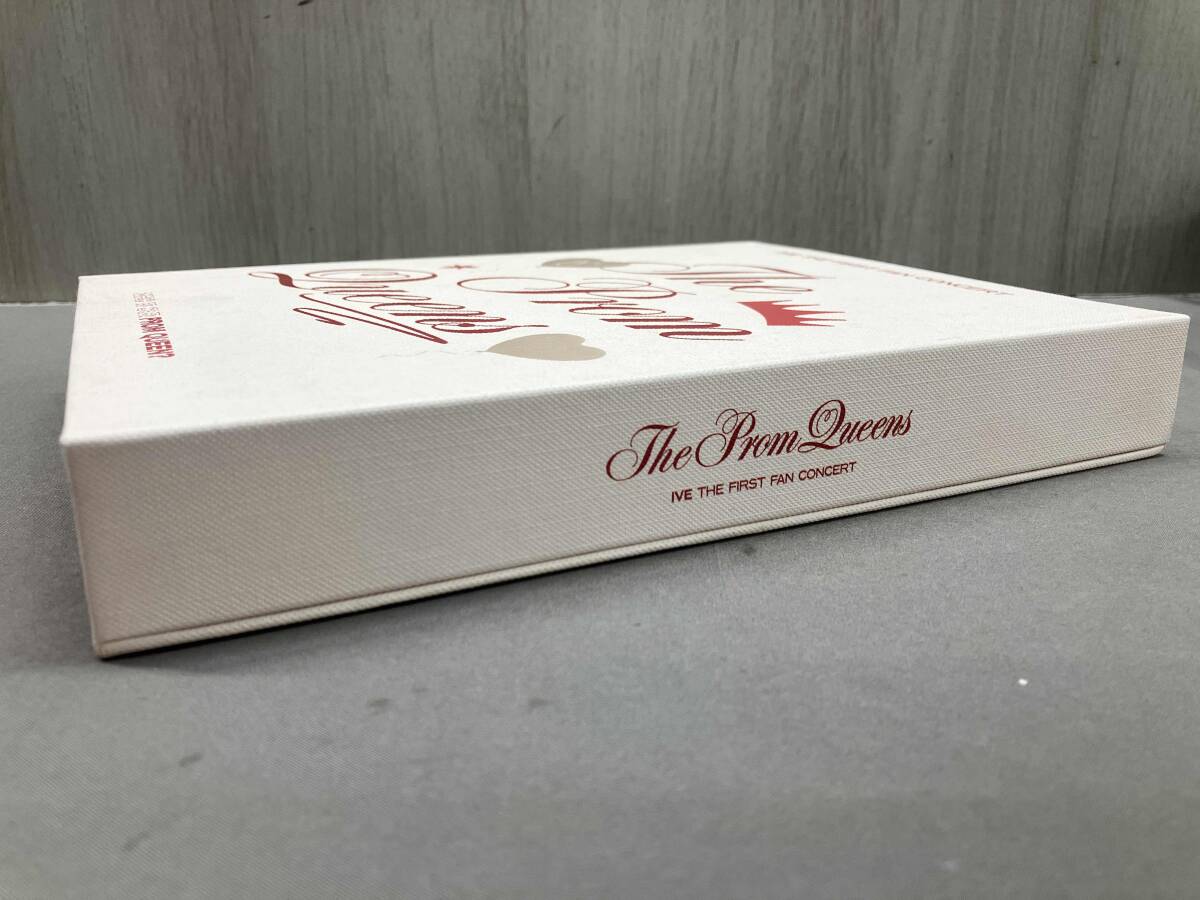 The
Prom
Queens
The Prom Queens
IVE THE FIRST FAN CONCERT